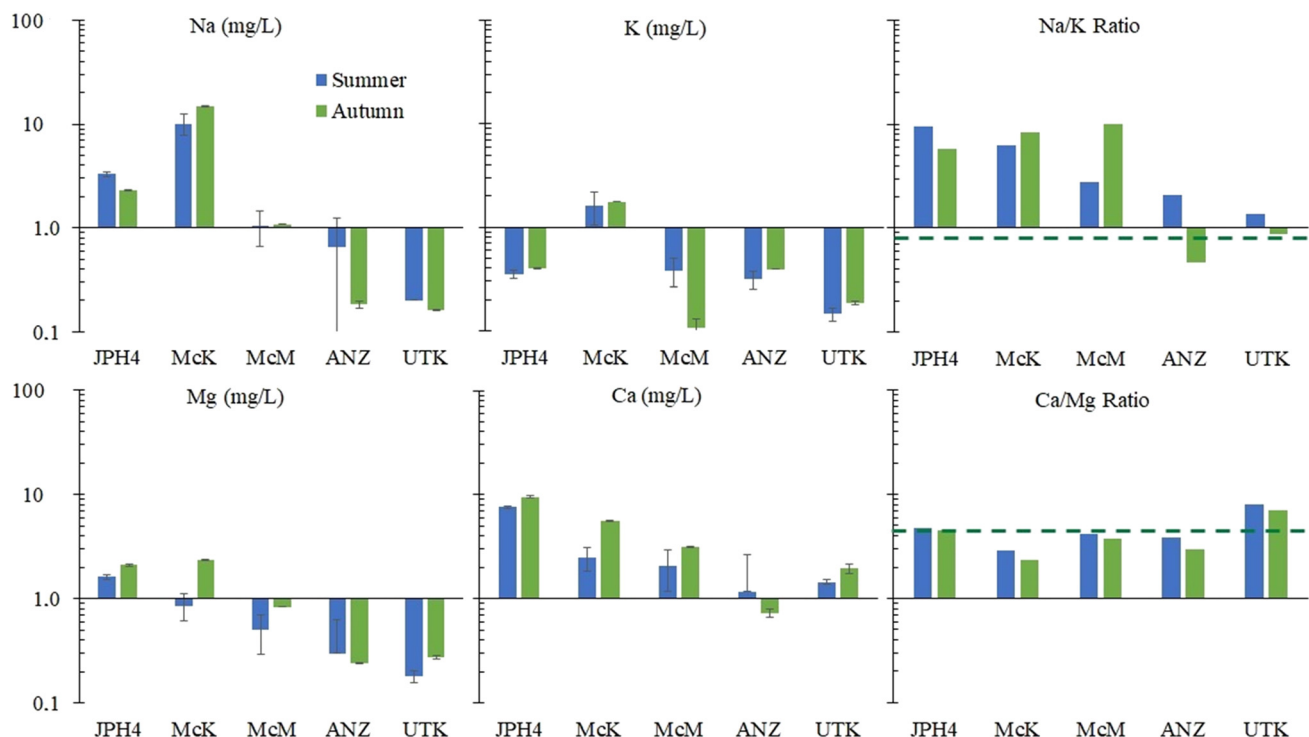 Na (mg/L)
K (mg/L)
Na/K Ratio
100
10
1.0
0.1
Summer
Autumn
JPH4 McK McM ANZ UTK
JPH4 McK McM ANZ UTK
JPH4 McK McM ANZ UTK
Mg (mg/L)
Ca (mg/L)
Ca/Mg Ratio
100
10
1.0
0.1
JPH4 McK McM ANZ UTK
JPH4 McK McM ANZ UTK
JPH4 McK McM ANZ UTK